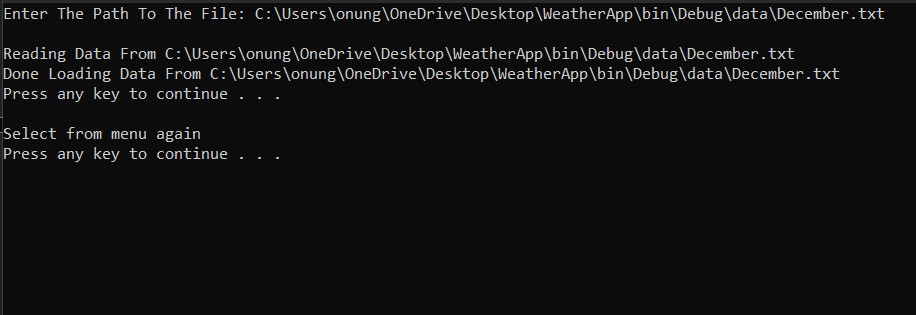 Enter The Path To The File: C:\Users\onung\OneDrive\Desktop\WeatherApp\bin\Debug\data\December.txt
Reading Data From C:\Users\onung\OneDrive\Desktop\WeatherApp\bin\Debug\data\December.txt
Done Loading Data From C:\Users\onung\OneDrive\Desktop\WeatherApp\bin\Debug\data\December.txt
Press any key to continue . . .
Select from menu again
Press any key to continue . . .